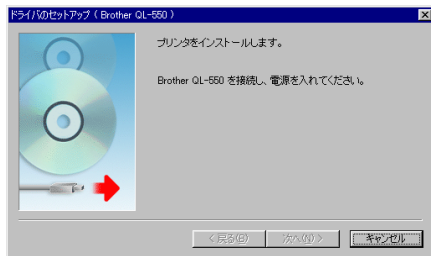 ドライバのセットアップ ( Brother QL-550 )
プリンタをインストールします。
Brother QL-550 を接続し、電源を入れてください。
< 戻る(B)
次へ(N) >
キャンセル